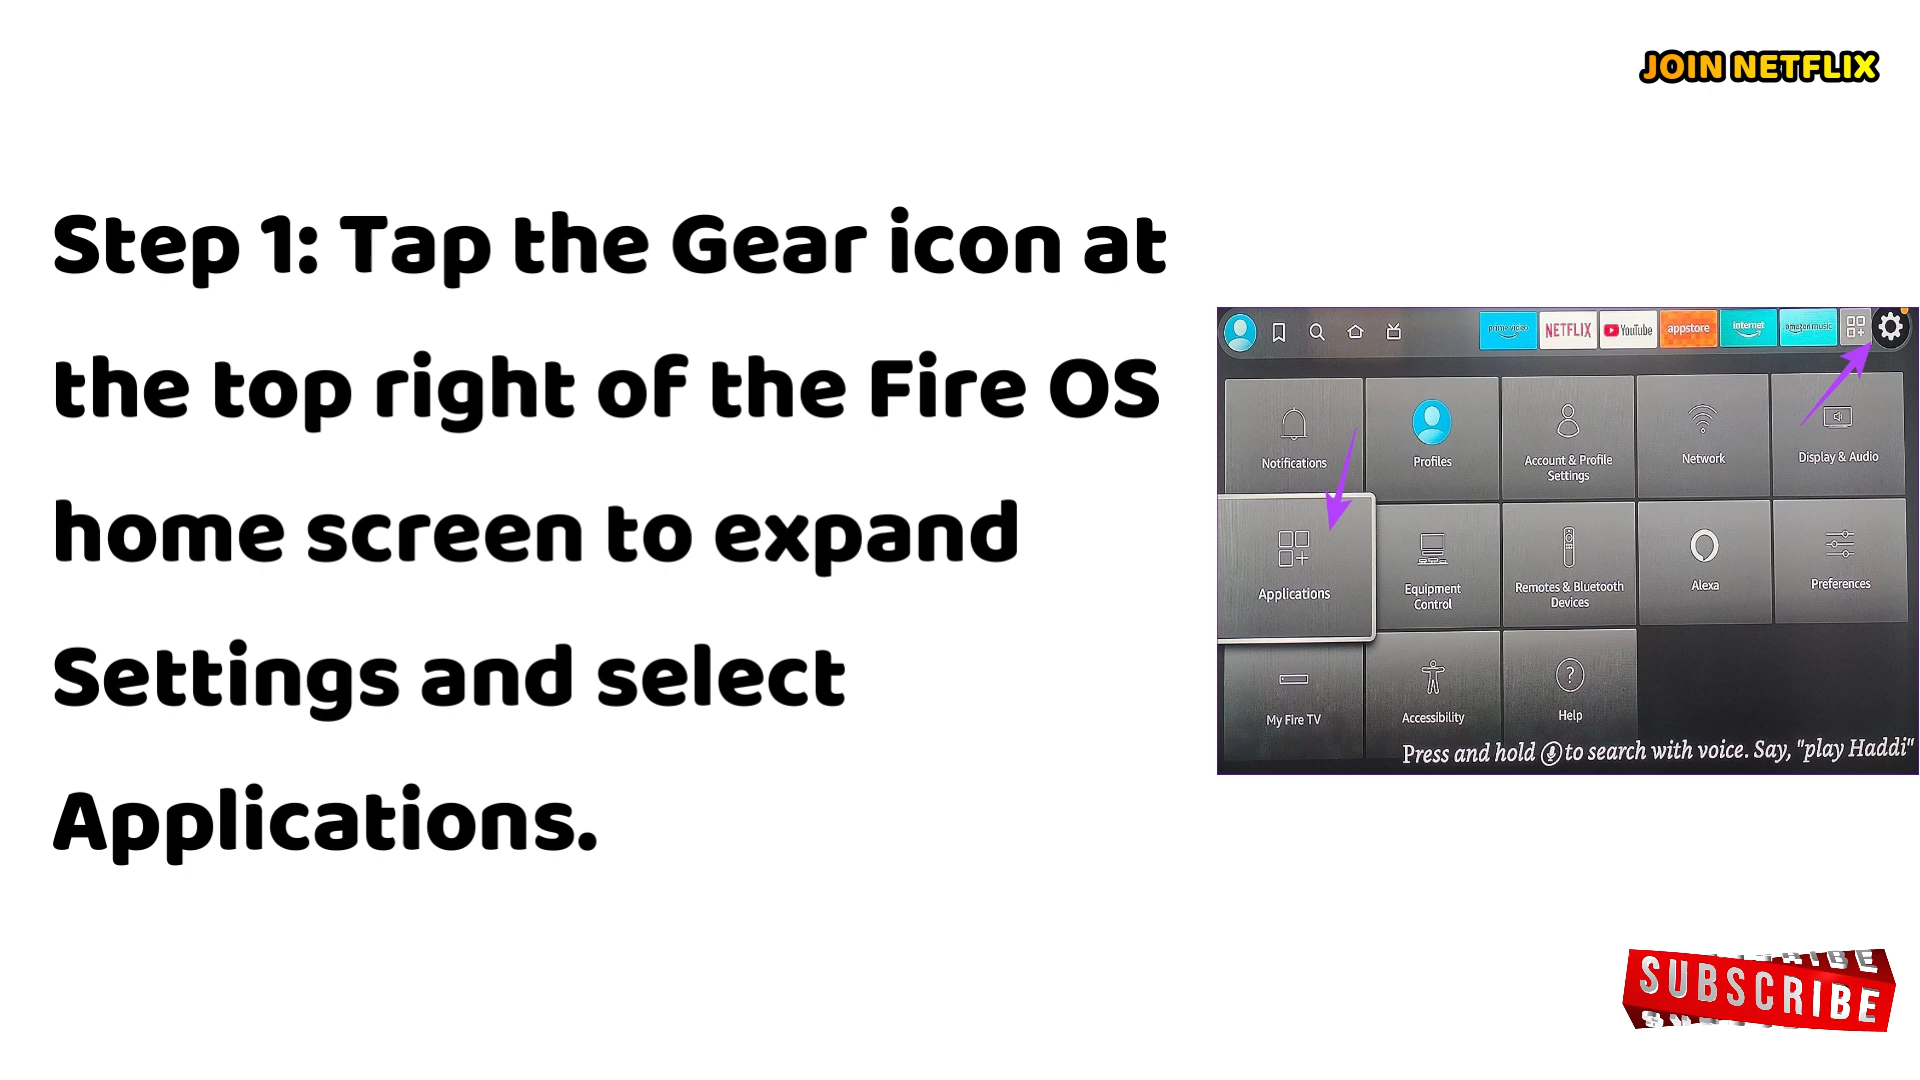 JOIN NETFLIX
Step 1: Tap the Gear icon at
the top right of the Fire OS
home screen to expand
Settings and select
Applications.
prime video
NETFLIX
YouTube
appstore
internet
amazon music
Notifications
Profiles
Account & Profile
Settings
Network
Display & Audio
Applications
Equipment
Control
Remotes & Bluetooth
Devices
Alexa
Preferences
My Fire TV
Accessibility
?
Help
Press and hold to search with voice. Say, "play Haddi"
SUBSCRIBE